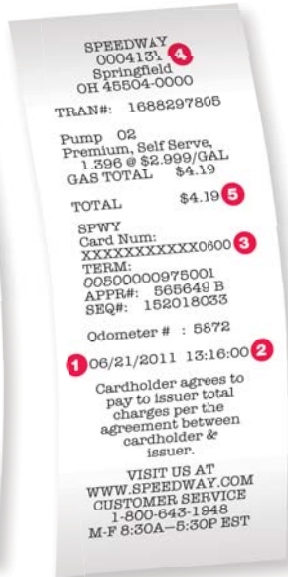 SPEEDWAY
0004131 4
Springfield
OH 45504-0000
TRAN#: 1688297805
Pump 02
Premium, Self Serve,
1.396 @ $2.999/GAL
GAS TOTAL $4.19
TOTAL $4.19 5
SPWY
Card Num:
XXXXXXXXXXXX0600 3
TERM:
00500000975001
APPR#: 565649 B
SEQ#: 152018033
Odometer # : 5872
1 06/21/2011 13:16:00 2
Cardholder agrees to
pay to issuer total
charges per the
agreement between
cardholder &
issuer.
VISIT US AT
WWW.SPEEDWAY.COM
CUSTOMER SERVICE
1-800-643-1948
M-F 8:30A–5:30P EST